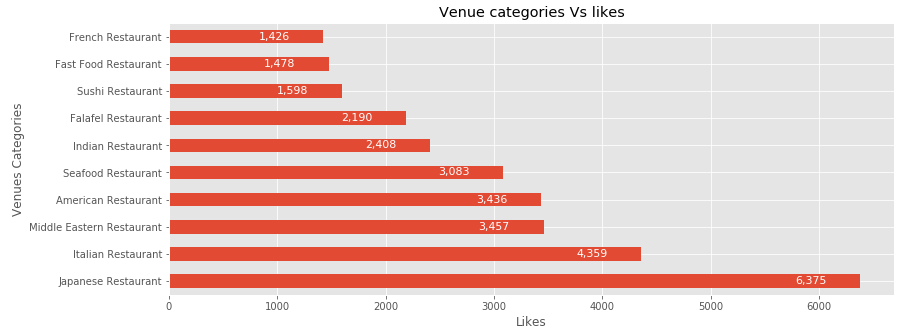 Venue categories Vs likes
Venues Categories
French Restaurant 1,426
Fast Food Restaurant 1,478
Sushi Restaurant 1,598
Falafel Restaurant 2,190
Indian Restaurant 2,408
Seafood Restaurant 3,083
American Restaurant 3,436
Middle Eastern Restaurant 3,457
Italian Restaurant 4,359
Japanese Restaurant 6,375
0 1000 2000 3000 4000 5000 6000
Likes